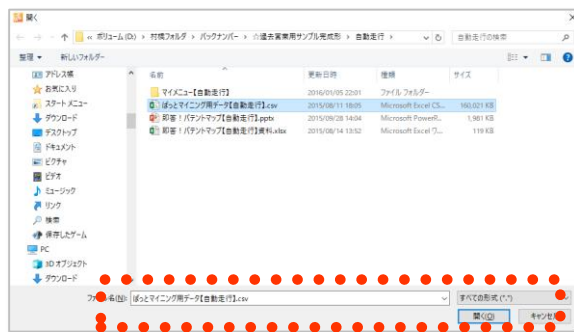 開く
« ボリューム (D:) › 村橋フォルダ › バックナンバー › ☆過去営業用サンプル完成形 › 自動走行 › 自動走行の検索
整理 ▼ 新しいフォルダー
名前 更新日時 種類 サイズ
アドレス帳
お気に入り
スタート メニュー
ダウンロード
デスクトップ
ドキュメント
ピクチャ
ビデオ
ミュージック
リンク
検索
保存したゲーム
PC
3D オブジェクト
ダウンロード
マイメニュー【自動走行】 2016/01/05 22:01 ファイル フォルダー
ぱっとマイニング用データ【自動走行】.csv 2015/08/11 18:05 Microsoft Excel CS... 160,021 KB
即答！パテントマップ【自動走行】.pptx 2015/09/28 14:04 Microsoft PowerP... 1,981 KB
即答！パテントマップ【自動走行】資料.xlsx 2015/08/14 13:52 Microsoft Excel ワ... 119 KB
ファイル名(N): ぱっとマイニング用データ【自動走行】.csv すべての形式 (*.*)
開く(O) キャンセル